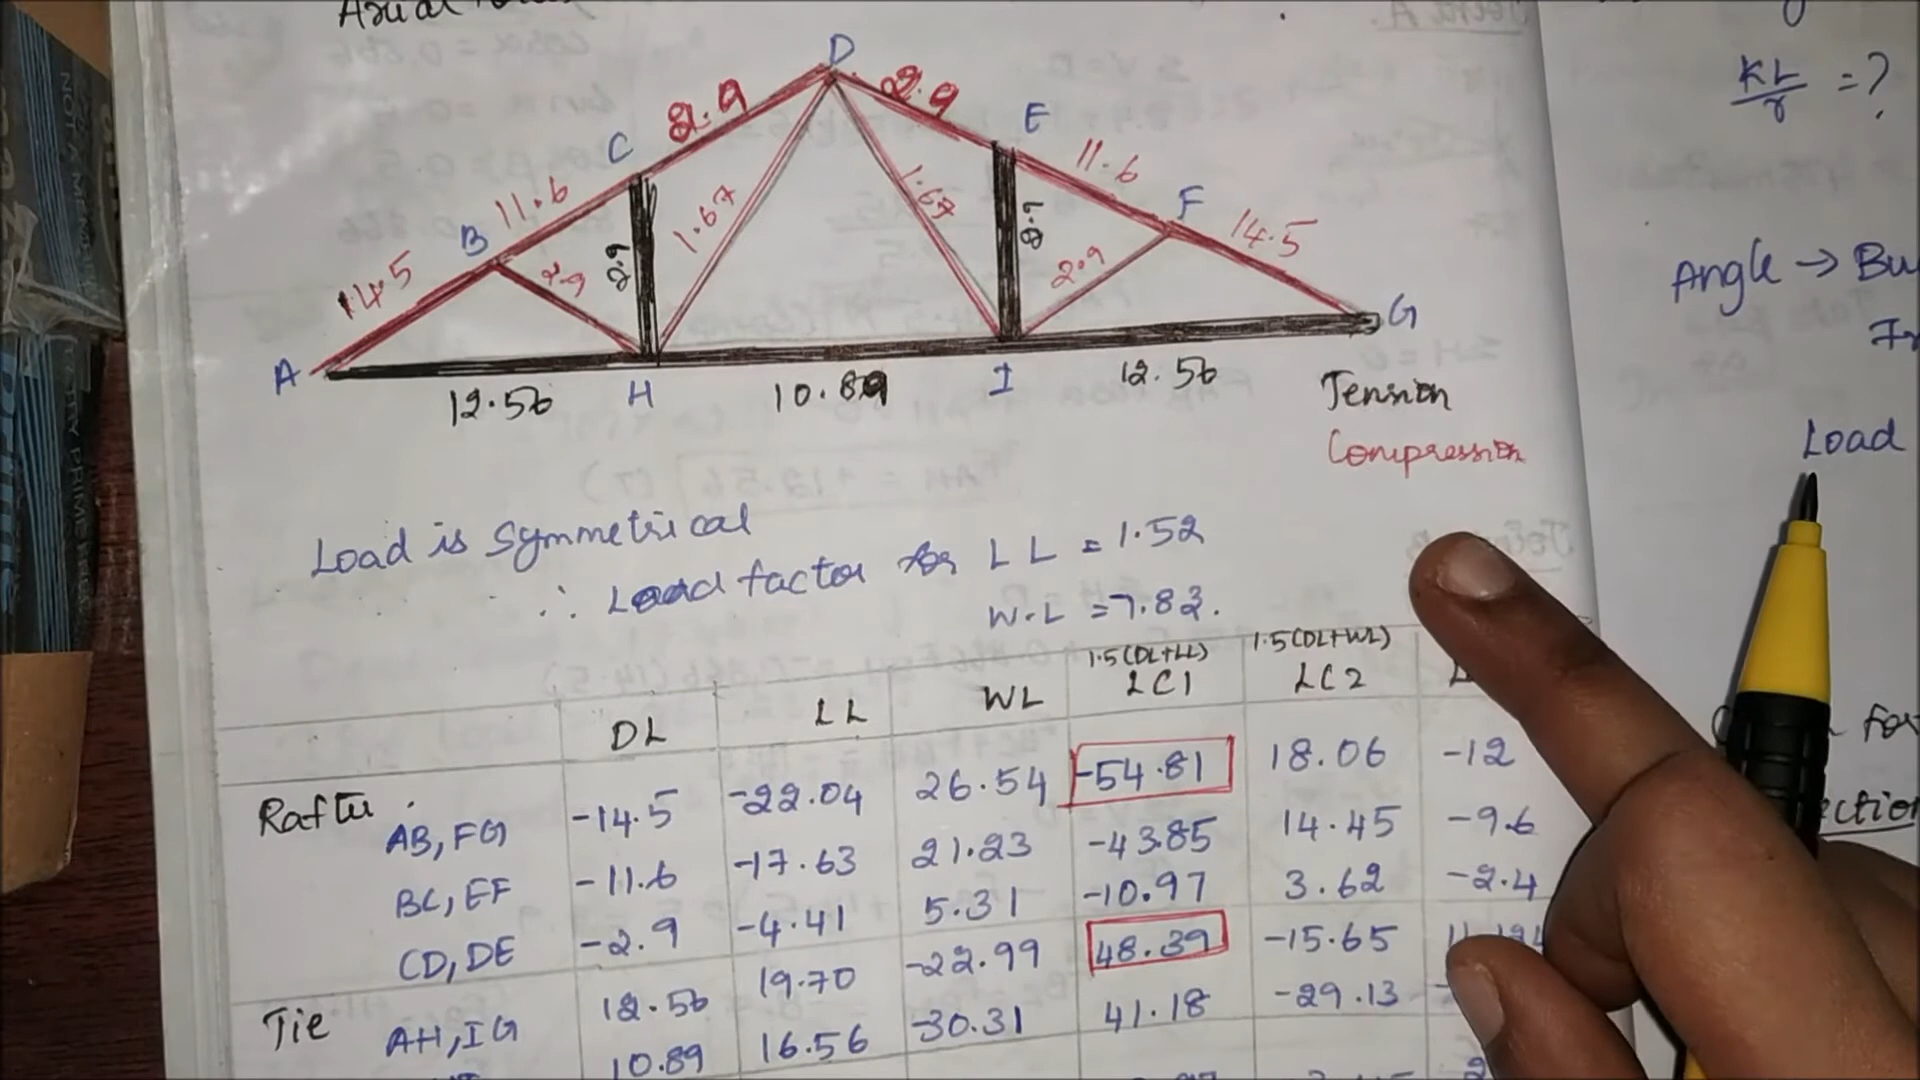 D
2.9
2.9
E
C
11.6
11.6
F
B
1.67
1.67
14.5
14.5
2.9
2.9
2.9
2.9
A
G
12.56
H
10.89
I
12.56
Tension
Compression
Load is Symmetrical
∴ Load factor for LL = 1.52
W.L = 7.82.
DL LL WL 1.5(DL+LL) LC1 1.5(DL+WL) LC2
Rafter
AB, FG -14.5 -22.04 26.54 -54.81 18.06 -12
BC, EF -11.6 -17.63 21.23 -43.85 14.45 -9.6
CD, DE -2.9 -4.41 5.31 -10.97 3.62 -2.4
Tie
AH, IG 12.56 19.70 -22.99 48.39 -15.65
10.89 16.56 -30.31 41.18 -29.13
KL/r = ?
Angle →
Load